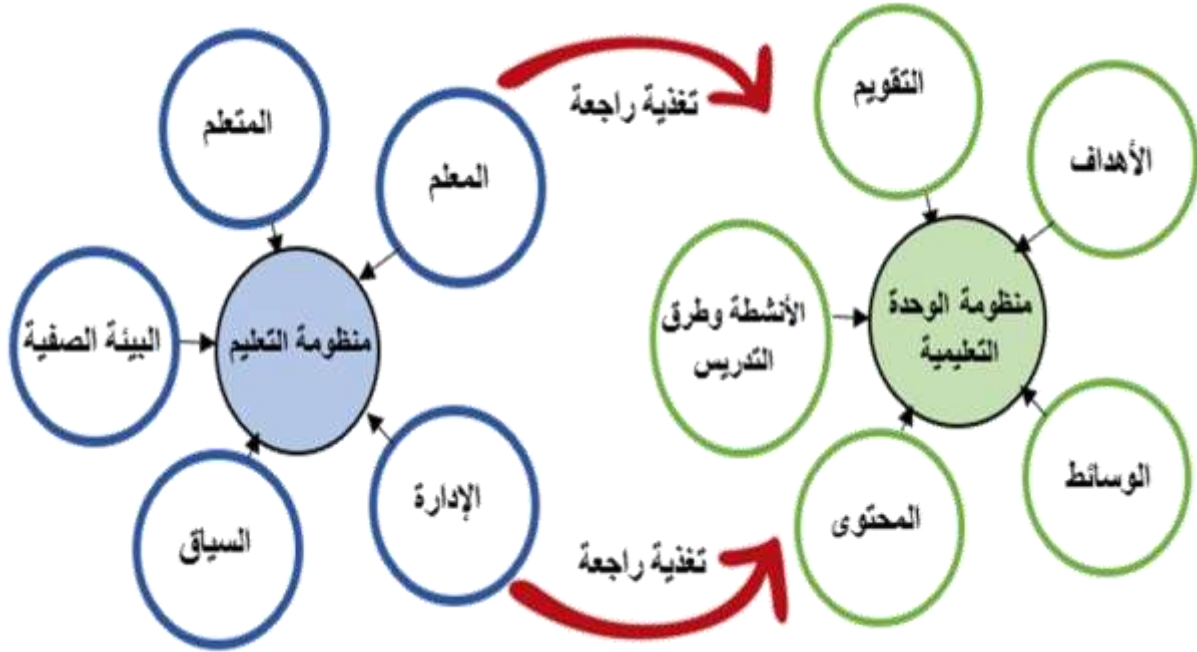 التقويم
الأهداف
منظومة الوحدة
التعليمية
الأنشطة وطرق
التدريس
الوسائط
المحتوى
تغذية راجعة
تغذية راجعة
المعلم
المتعلم
منظومة التعليم
البيئة الصفية
الإدارة
السياق